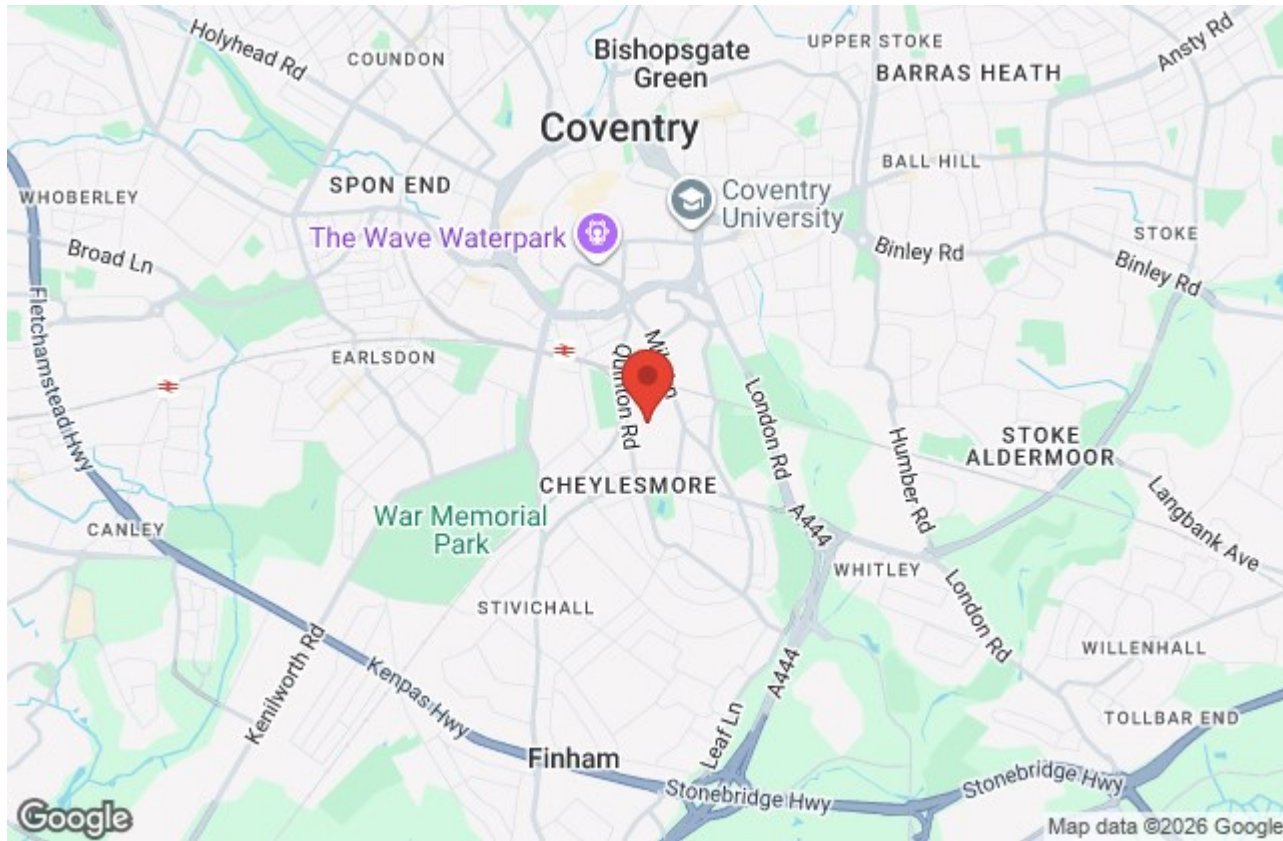 Holyhead Rd
COUNDON
Bishopsgate
Green
UPPER STOKE
BARRAS HEATH
Ansty Rd
Coventry
BALL HILL
WHOBERLEY
SPON END
Coventry
University
The Wave Waterpark
Broad Ln
Binley Rd
STOKE
Binley Rd
Fletchamstead Hwy
EARLSDON
Quinton Rd
London Rd
Humber Rd
STOKE
ALDERMOOR
CHEYLESMORE
Langbank Ave
War Memorial
Park
CANLEY
A444
WHITLEY
STIVICHALL
London Rd
WILLENHALL
Kenilworth Rd
Kenpas Hwy
A444
Leaf Ln
TOLLBAR END
Finham
Stonebridge Hwy
Stonebridge Hwy
Google
Map data ©2026 Google